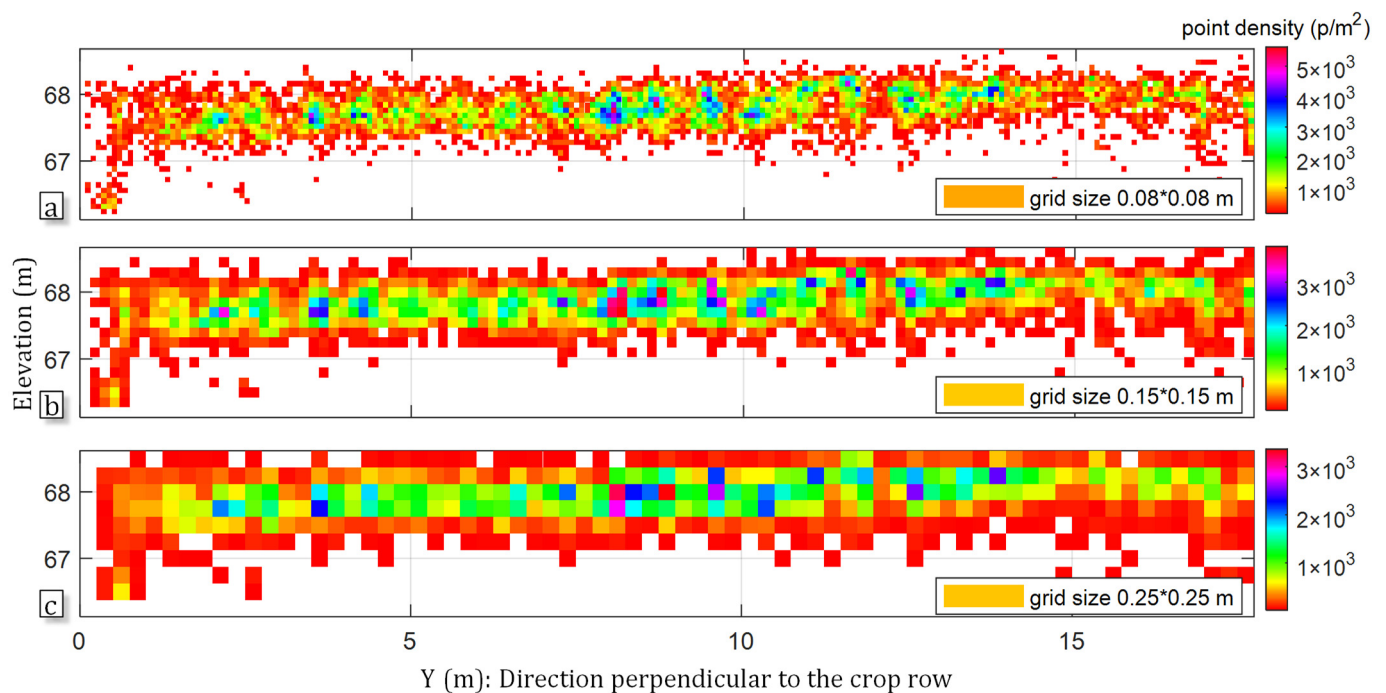 point density (p/m²)
68
67
a
grid size 0.08*0.08 m
5×10³
4×10³
3×10³
2×10³
1×10³
Elevation (m)
68
67
b
grid size 0.15*0.15 m
3×10³
2×10³
1×10³
68
67
c
grid size 0.25*0.25 m
3×10³
2×10³
1×10³
0 5 10 15
Y (m): Direction perpendicular to the crop row